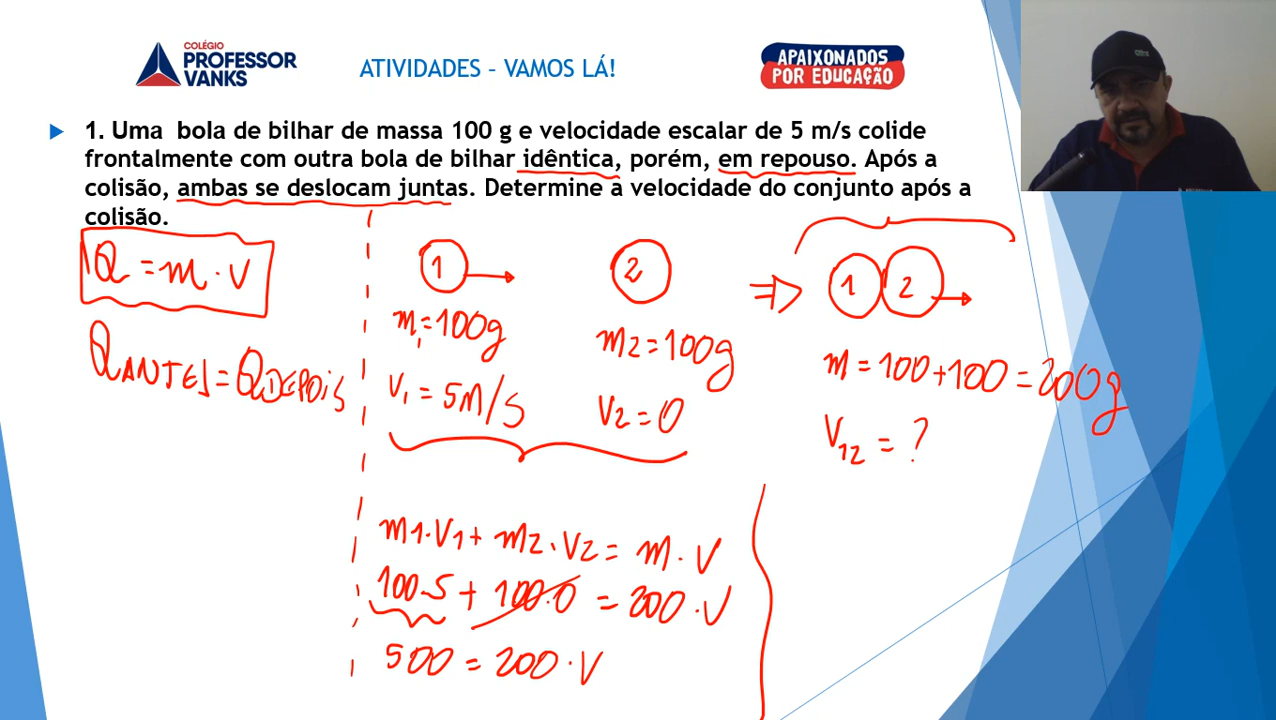 COLÉGIO
PROFESSOR
VANKS
ATIVIDADES – VAMOS LÁ!
APAIXONADOS
POR EDUCAÇÃO
1. Uma bola de bilhar de massa 100 g e velocidade escalar de 5 m/s colide
frontalmente com outra bola de bilhar idêntica, porém, em repouso. Após a
colisão, ambas se deslocam juntas. Determine a velocidade do conjunto após a
colisão.
Q = m · V
QANTES = QDEPOIS
1
m1 = 100g
V1 = 5M/S
2
m2 = 100g
V2 = 0
⇒
1 2
m = 100 + 100 = 200g
V12 = ?
m1·V1 + m2·V2 = m·V
100·5 + 100·0 = 200·V
500 = 200·V